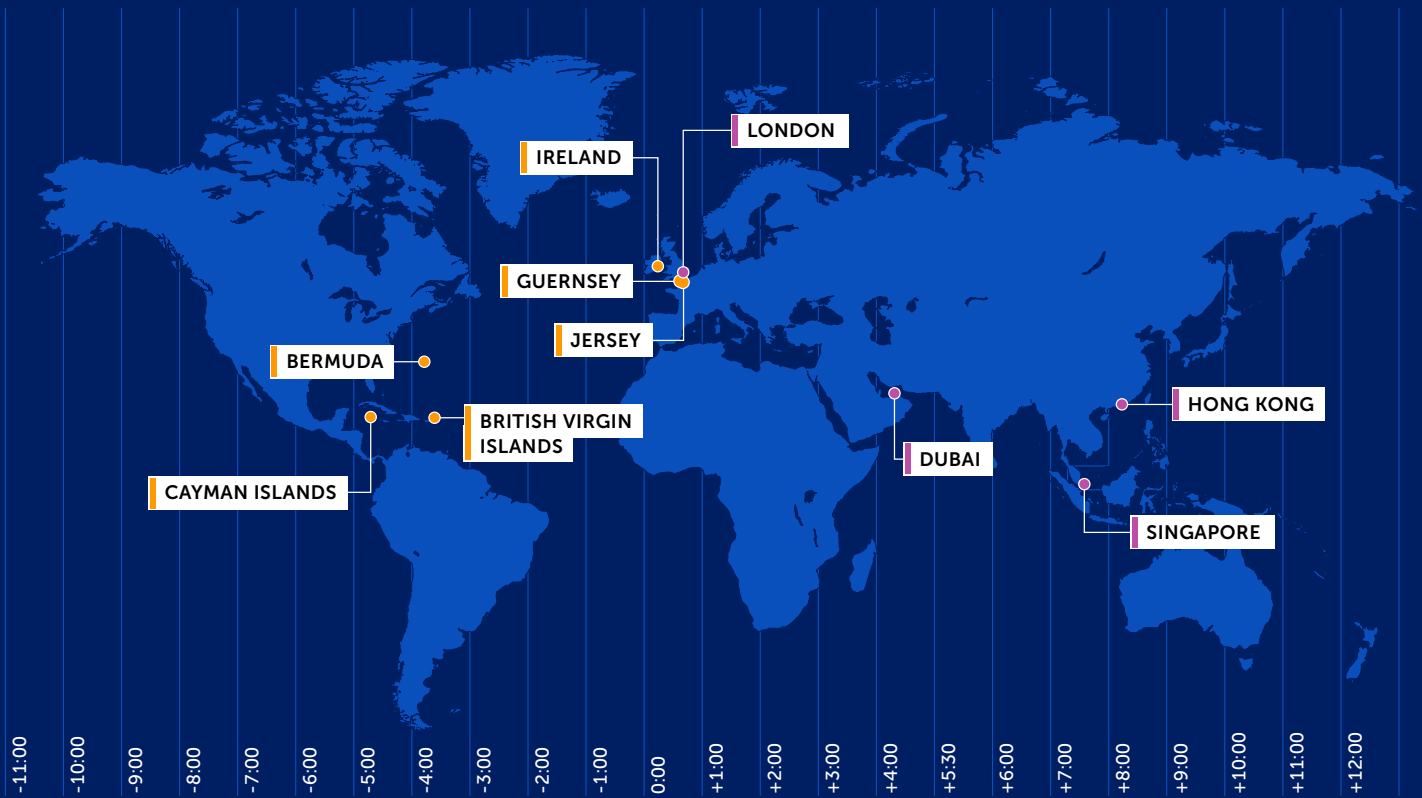 LONDON
IRELAND
GUERNSEY
JERSEY
BERMUDA
BRITISH VIRGIN
ISLANDS
HONG KONG
DUBAI
CAYMAN ISLANDS
SINGAPORE
-11:00
-10:00
-9:00
-8:00
-7:00
-6:00
-5:00
-4:00
-3:00
-2:00
-1:00
0:00
+1:00
+2:00
+3:00
+4:00
+5:30
+6:00
+7:00
+8:00
+9:00
+10:00
+11:00
+12:00